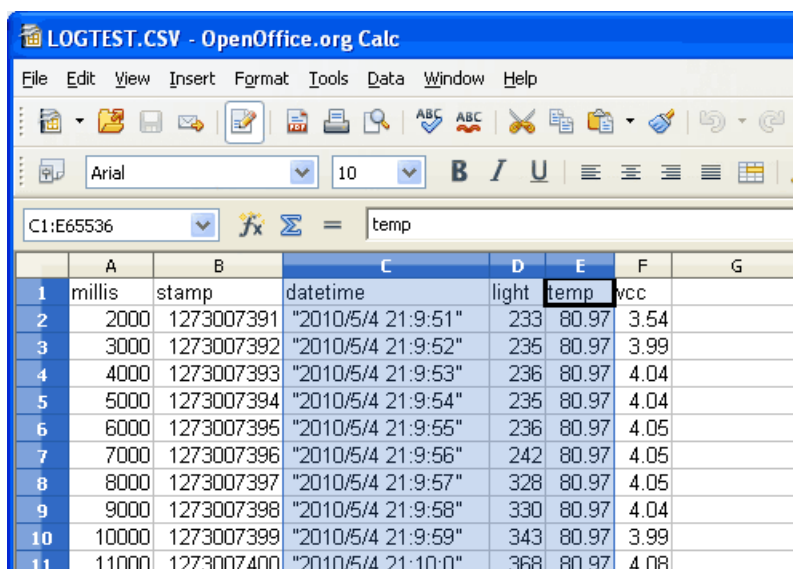 LOGTEST.CSV - OpenOffice.org Calc
File Edit View Insert Format Tools Data Window Help
PDF ABC ABC
Arial 10 B I U
C1:E65536 fx Σ = temp
A B C D E F G
1 millis stamp datetime light temp vcc
2 2000 1273007391 "2010/5/4 21:9:51" 233 80.97 3.54
3 3000 1273007392 "2010/5/4 21:9:52" 235 80.97 3.99
4 4000 1273007393 "2010/5/4 21:9:53" 236 80.97 4.04
5 5000 1273007394 "2010/5/4 21:9:54" 235 80.97 4.04
6 6000 1273007395 "2010/5/4 21:9:55" 236 80.97 4.05
7 7000 1273007396 "2010/5/4 21:9:56" 242 80.97 4.05
8 8000 1273007397 "2010/5/4 21:9:57" 328 80.97 4.05
9 9000 1273007398 "2010/5/4 21:9:58" 330 80.97 4.04
10 10000 1273007399 "2010/5/4 21:9:59" 343 80.97 3.99
11 11000 1273007400 "2010/5/4 21:10:0" 368 80.97 4.08